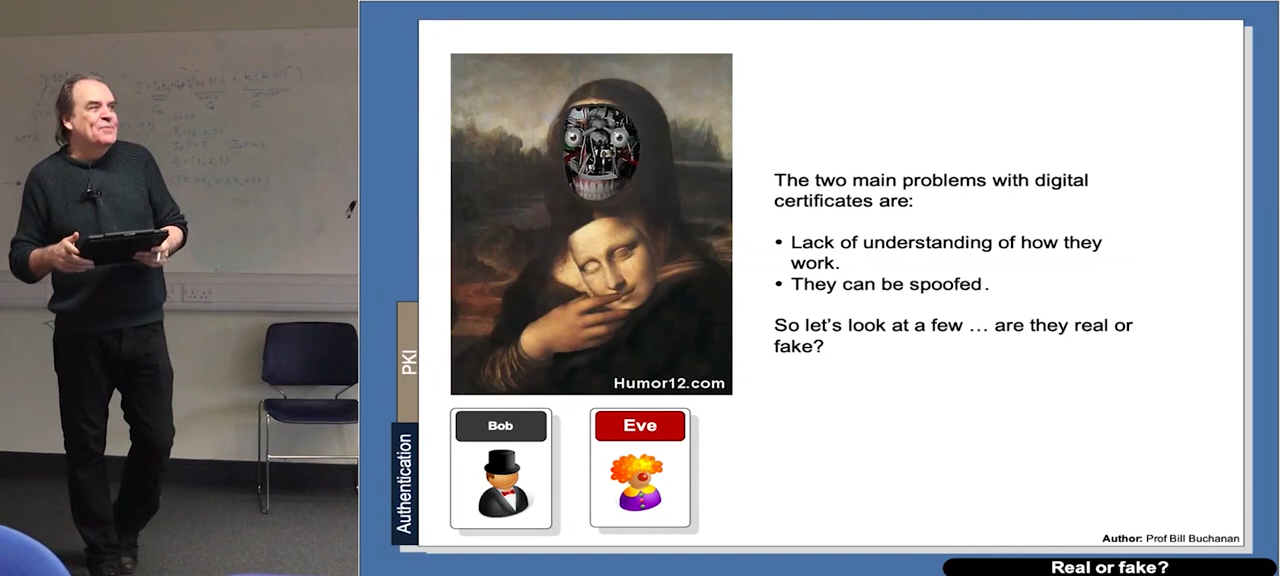 The two main problems with digital
certificates are:
• Lack of understanding of how they
work.
• They can be spoofed.
So let's look at a few ... are they real or
fake?
Humor12.com
PKI
Authentication
Bob
Eve
Author: Prof Bill Buchanan
Real or fake?